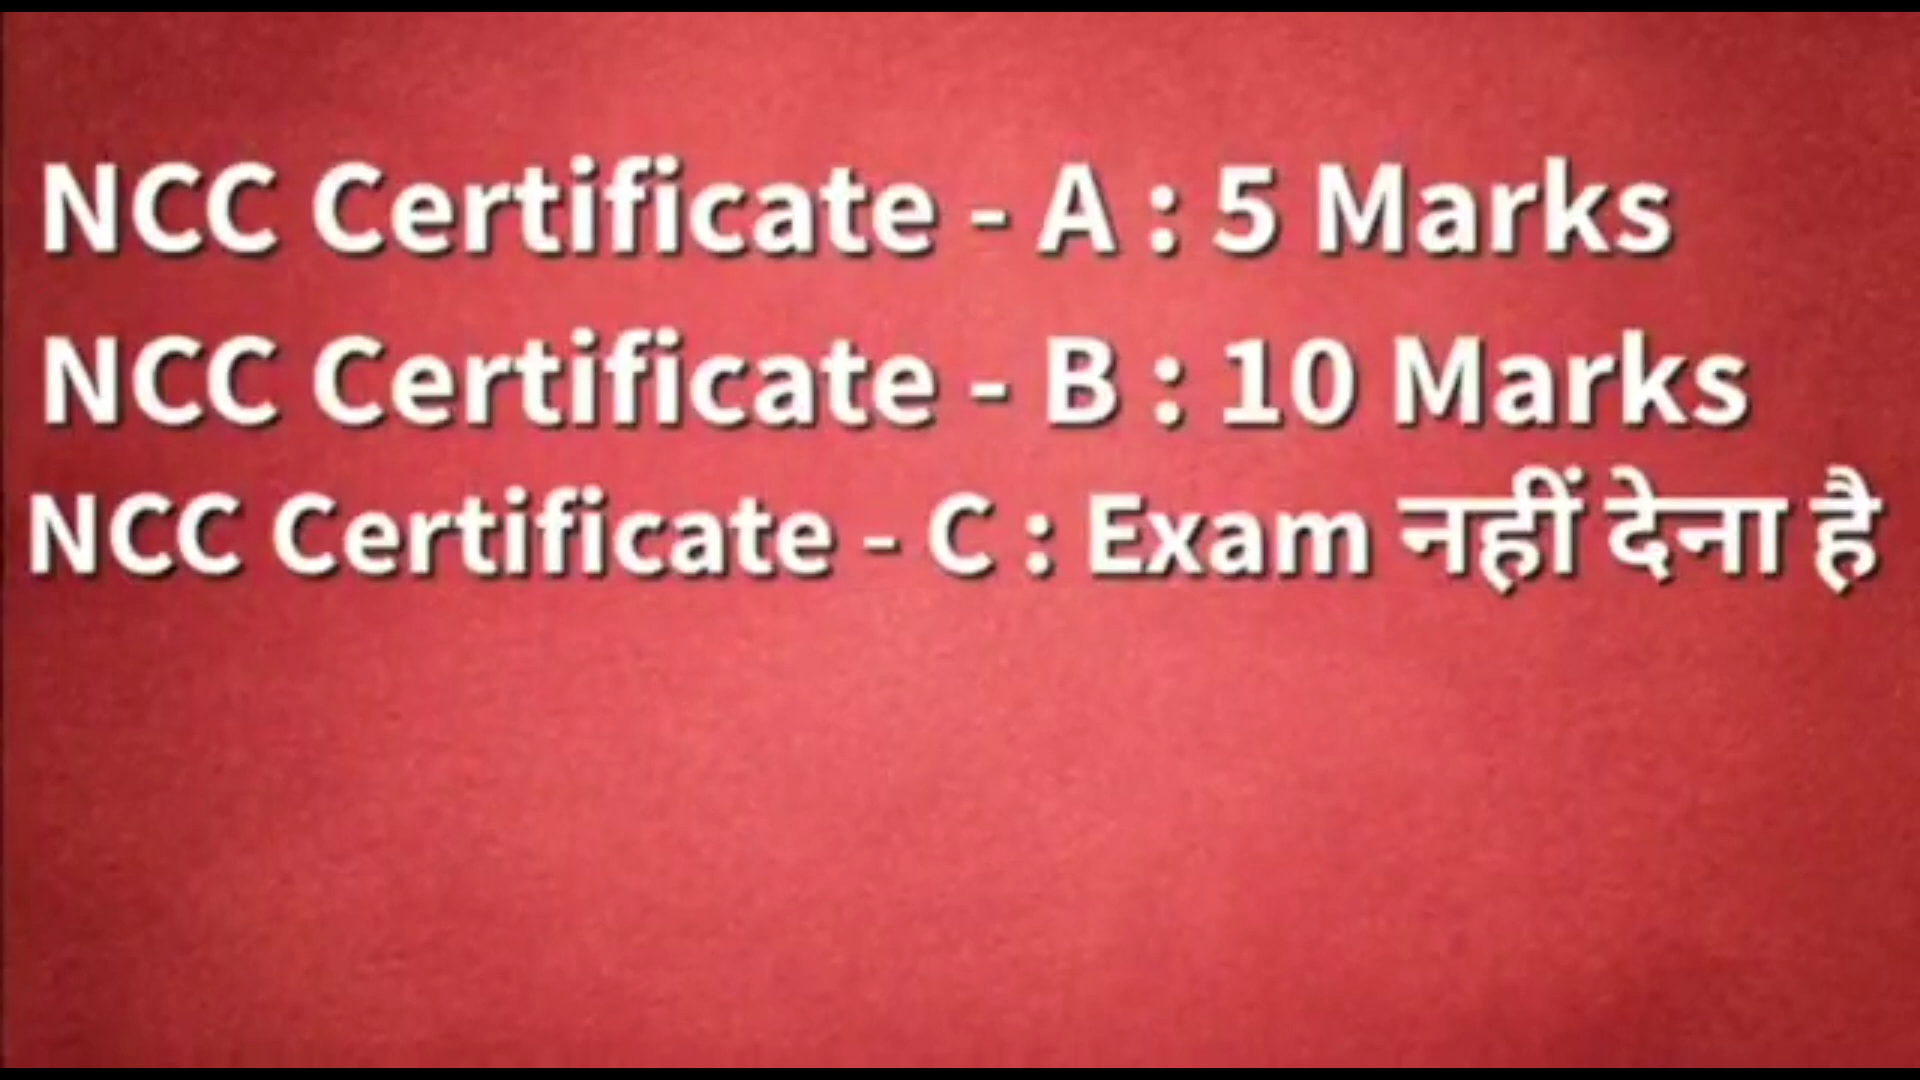 NCC Certificate - A : 5 Marks
NCC Certificate - B : 10 Marks
NCC Certificate - C : Exam नहीं देना है